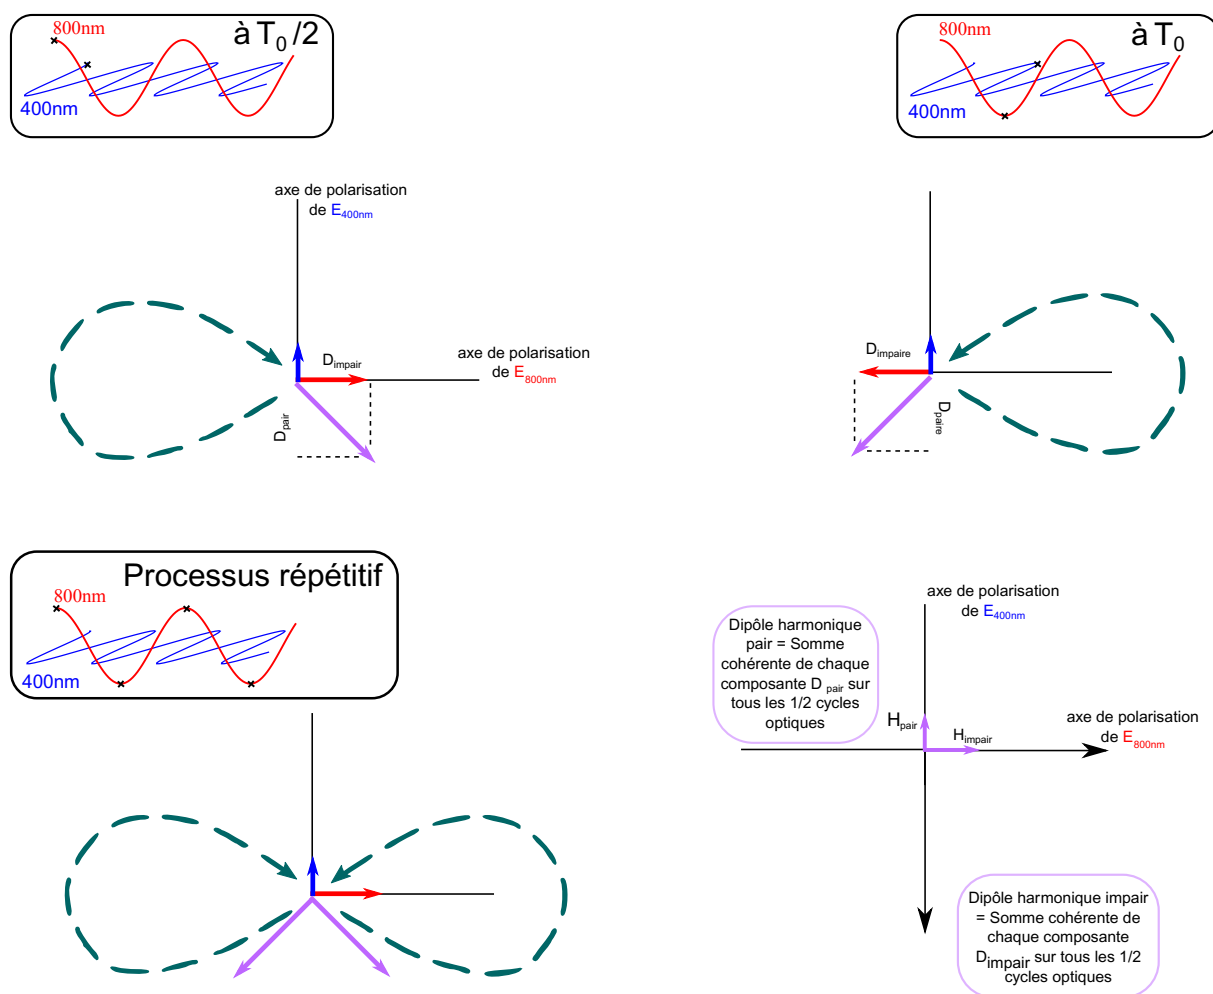 800nm
à T0 /2
400nm
800nm
à T0
400nm
axe de polarisation
de E400nm
Dimpair
axe de polarisation
de E800nm
Dpair
Dimpaire
Dpaire
Processus répétitif
800nm
400nm
axe de polarisation
de E400nm
Dipôle harmonique
pair = Somme
cohérente de chaque
composante D pair sur
tous les 1/2 cycles
optiques
Hpair
Himpair
axe de polarisation
de E800nm
Dipôle harmonique impair
= Somme cohérente de
chaque composante
Dimpair sur tous les 1/2
cycles optiques